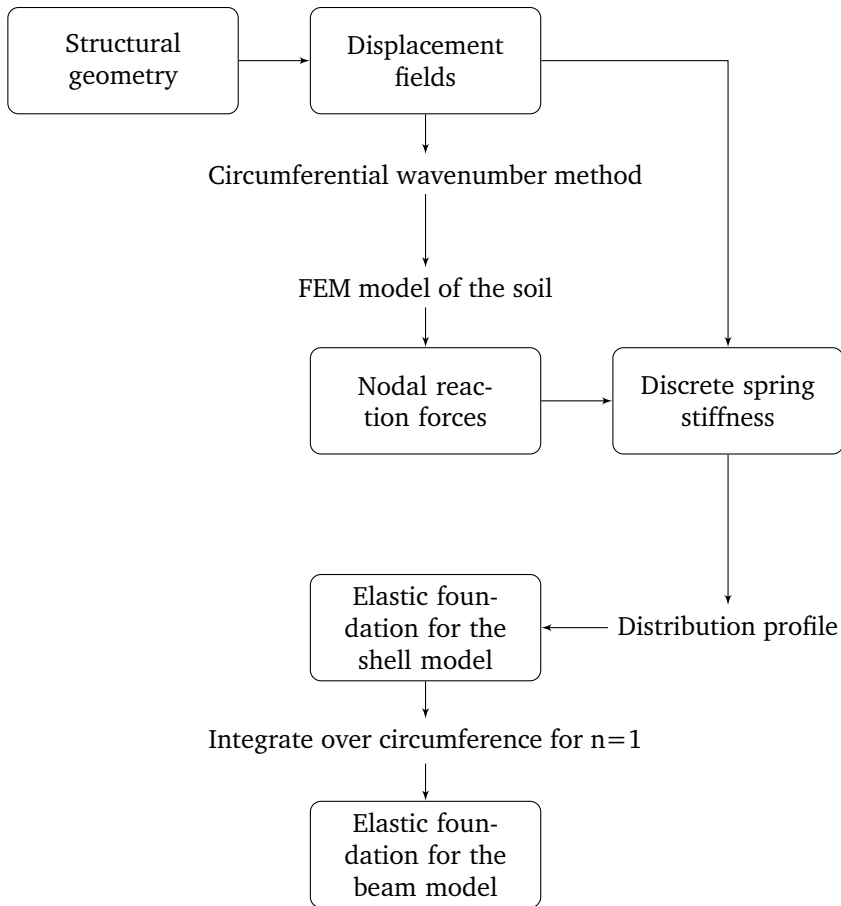 Structural
geometry
Displacement
fields
Circumferential wavenumber method
FEM model of the soil
Nodal reac-
tion forces
Discrete spring
stiffness
Elastic foun-
dation for the
shell model
Distribution profile
Integrate over circumference for n=1
Elastic foun-
dation for the
beam model